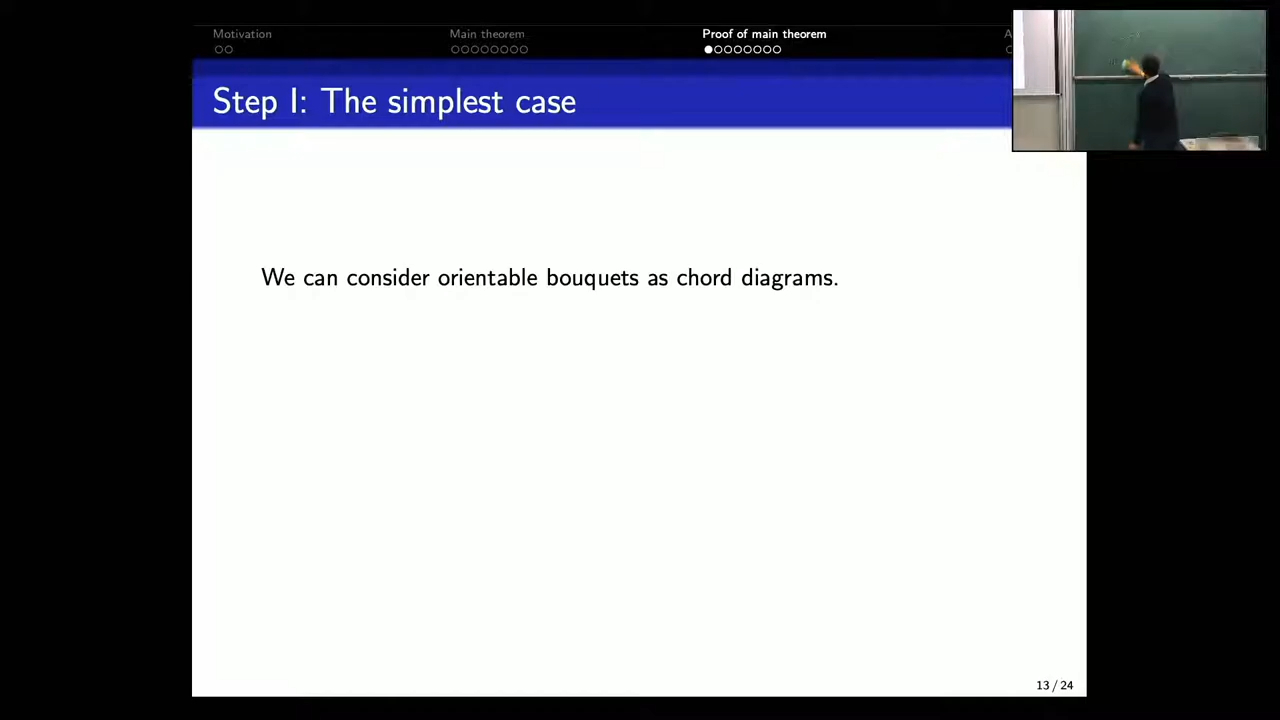 Motivation
Main theorem
Proof of main theorem
A
Step I: The simplest case
We can consider orientable bouquets as chord diagrams.
13 / 24